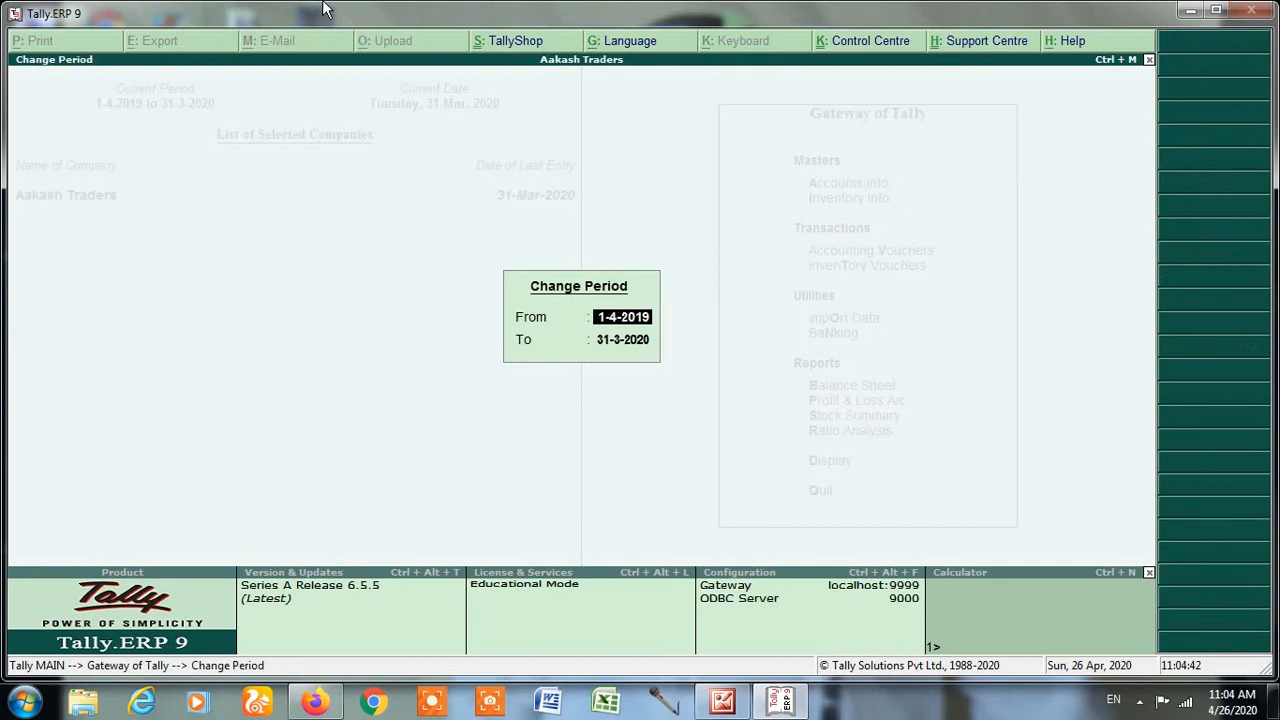 Tally.ERP 9
P: Print
E: Export
M: E-Mail
O: Upload
S: TallyShop
G: Language
K: Keyboard
K: Control Centre
H: Support Centre
H: Help
Change Period
Aakash Traders
Ctrl + M
Current Period
1-4-2019 to 31-3-2020
Current Date
Tuesday, 31 Mar, 2020
List of Selected Companies
Name of Company
Date of Last Entry
Aakash Traders
31-Mar-2020
Gateway of Tally
Masters
Accounts Info.
Inventory Info.
Transactions
Accounting Vouchers
invenTory Vouchers
Utilities
impOrt Data
BaNking
Reports
Balance Sheet
Profit & Loss A/c
Stock Summary
Ratio Analysis
Display
Quit
Change Period
From : 1-4-2019
To : 31-3-2020
Product
TALLY
POWER OF SIMPLICITY
Tally.ERP 9
Version & Updates Ctrl + Alt + T
Series A Release 6.5.5
(Latest)
License & Services Ctrl + Alt + L
Educational Mode
Configuration Ctrl + Alt + F
Gateway localhost:9999
ODBC Server 9000
Calculator Ctrl + N
1>
Tally MAIN --> Gateway of Tally --> Change Period
© Tally Solutions Pvt Ltd., 1988-2020
Sun, 26 Apr, 2020
11:04:42
EN
11:04 AM
4/26/2020